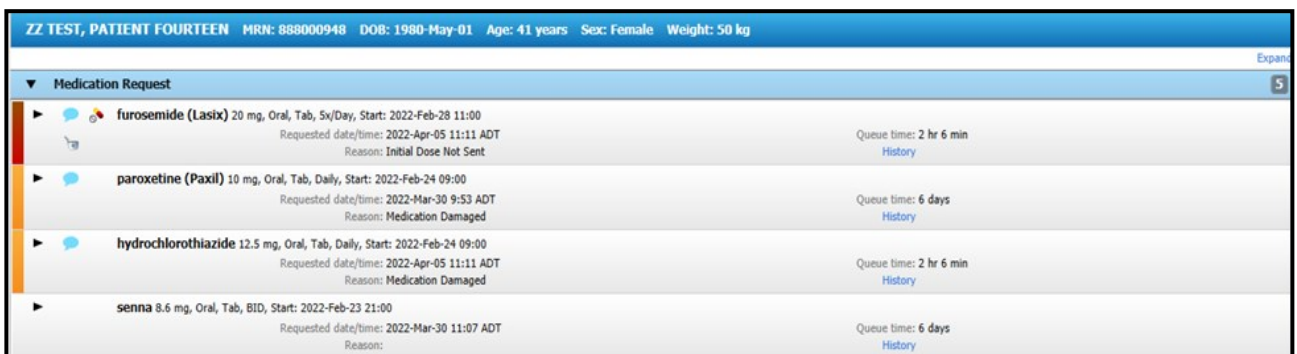 ZZ TEST, PATIENT FOURTEEN MRN: 888000948 DOB: 1980-May-01 Age: 41 years Sex: Female Weight: 50 kg
Expand
Medication Request 5
furosemide (Lasix) 20 mg, Oral, Tab, 5x/Day, Start: 2022-Feb-28 11:00
Requested date/time: 2022-Apr-05 11:11 ADT Queue time: 2 hr 6 min
Reason: Initial Dose Not Sent History
paroxetine (Paxil) 10 mg, Oral, Tab, Daily, Start: 2022-Feb-24 09:00
Requested date/time: 2022-Mar-30 9:53 ADT Queue time: 6 days
Reason: Medication Damaged History
hydrochlorothiazide 12.5 mg, Oral, Tab, Daily, Start: 2022-Feb-24 09:00
Requested date/time: 2022-Apr-05 11:11 ADT Queue time: 2 hr 6 min
Reason: Medication Damaged History
senna 8.6 mg, Oral, Tab, BID, Start: 2022-Feb-23 21:00
Requested date/time: 2022-Mar-30 11:07 ADT Queue time: 6 days
Reason: History